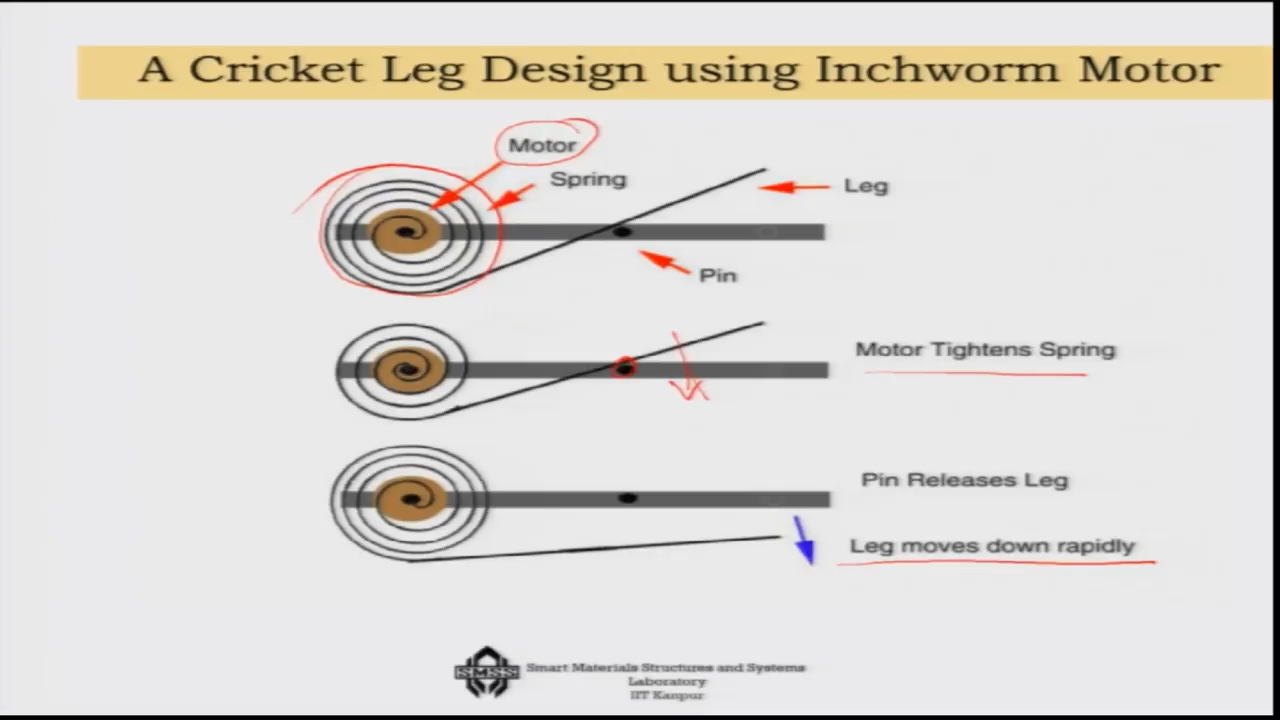 A Cricket Leg Design using Inchworm Motor
Motor
Spring
Leg
Pin
Motor Tightens Spring
Pin Releases Leg
Leg moves down rapidly
SMSS
Smart Materials Structures and Systems
Laboratory
IIT Kanpur